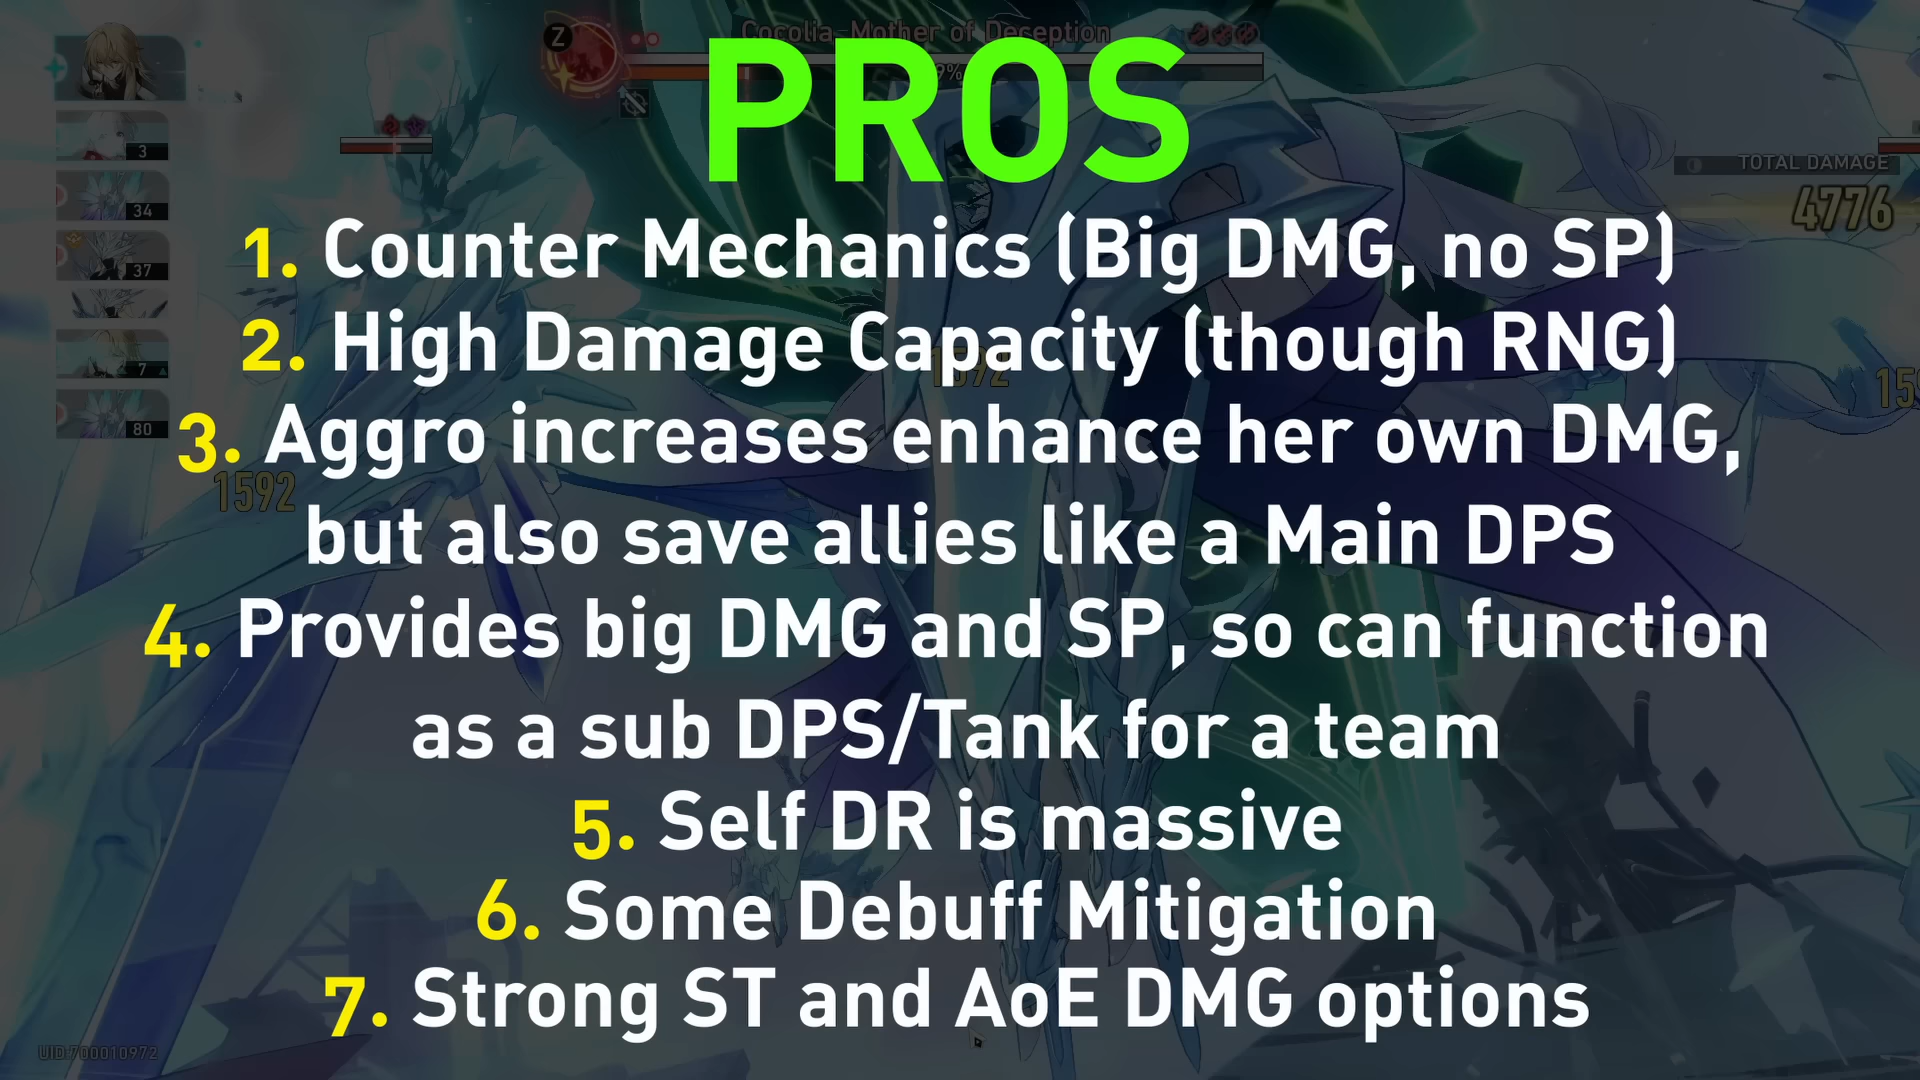 Cocolia-Mother of Deception
Z
9%
PROS
3
TOTAL DAMAGE
4776
34
1. Counter Mechanics (Big DMG, no SP)
37
2. High Damage Capacity (though RNG)
1592
7
159
3. Aggro increases enhance her own DMG,
80
1592
but also save allies like a Main DPS
4. Provides big DMG and SP, so can function
as a sub DPS/Tank for a team
5. Self DR is massive
6. Some Debuff Mitigation
7. Strong ST and AoE DMG options
UID:700010972